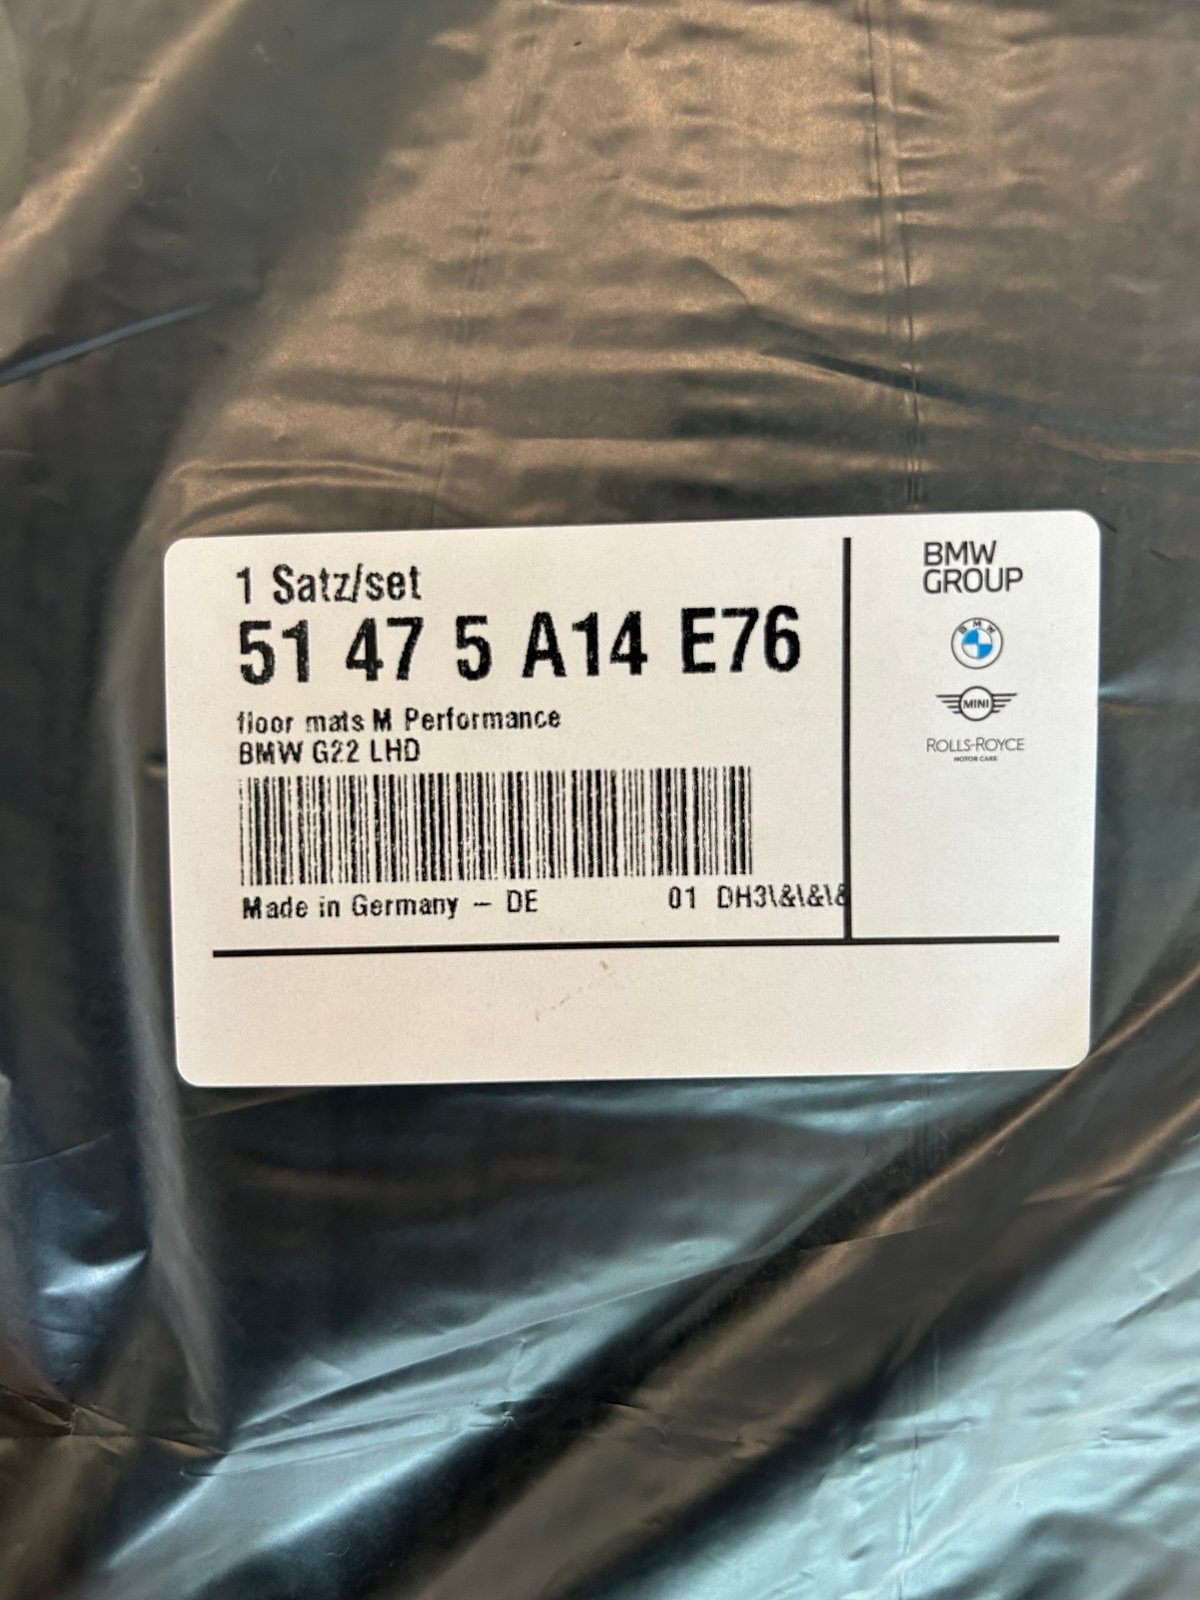 1 Satz/set
51 47 5 A14 E76
floor mats M Performance
BMW G22 LHD
Made in Germany – DE 01 DH3\&\&\&
BMW
GROUP
BMW
MINI
ROLLS-ROYCE
MOTOR CARS